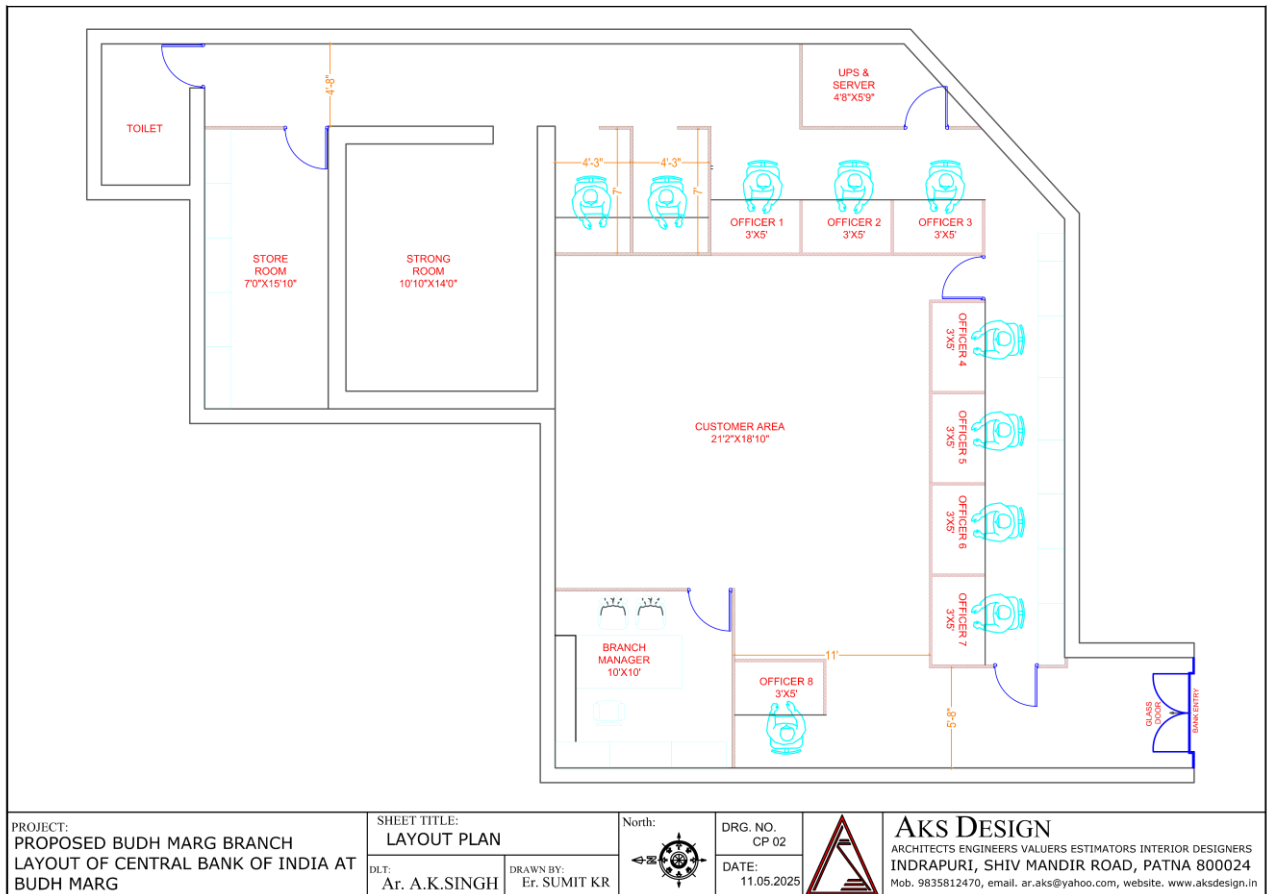 UPS &
SERVER
4'8"X5'9"
4'-8"
TOILET
4'-3"
4'-3"
7'
7'
OFFICER 1
3'X5'
OFFICER 2
3'X5'
OFFICER 3
3'X5'
STORE
ROOM
7'0"X15'10"
STRONG
ROOM
10'10"X14'0"
OFFICER 4
3'X5'
OFFICER 5
3'X5'
OFFICER 6
3'X5'
OFFICER 7
3'X5'
CUSTOMER AREA
21'2"X18'10"
BRANCH
MANAGER
10'X10'
11'
OFFICER 8
3'X5'
5'-8"
GLASS
DOOR
BANK ENTRY
PROJECT:
PROPOSED BUDH MARG BRANCH
LAYOUT OF CENTRAL BANK OF INDIA AT
BUDH MARG
SHEET TITLE:
LAYOUT PLAN
DLT:
Ar. A.K.SINGH
DRAWN BY:
Er. SUMIT KR
North:
N
DRG. NO.
CP 02
DATE:
11.05.2025
AKS DESIGN
ARCHITECTS ENGINEERS VALUERS ESTIMATORS INTERIOR DESIGNERS
INDRAPURI, SHIV MANDIR ROAD, PATNA 800024
Mob. 9835812470, email. ar.aks@yahoo.com, website. www.aksdesign.in